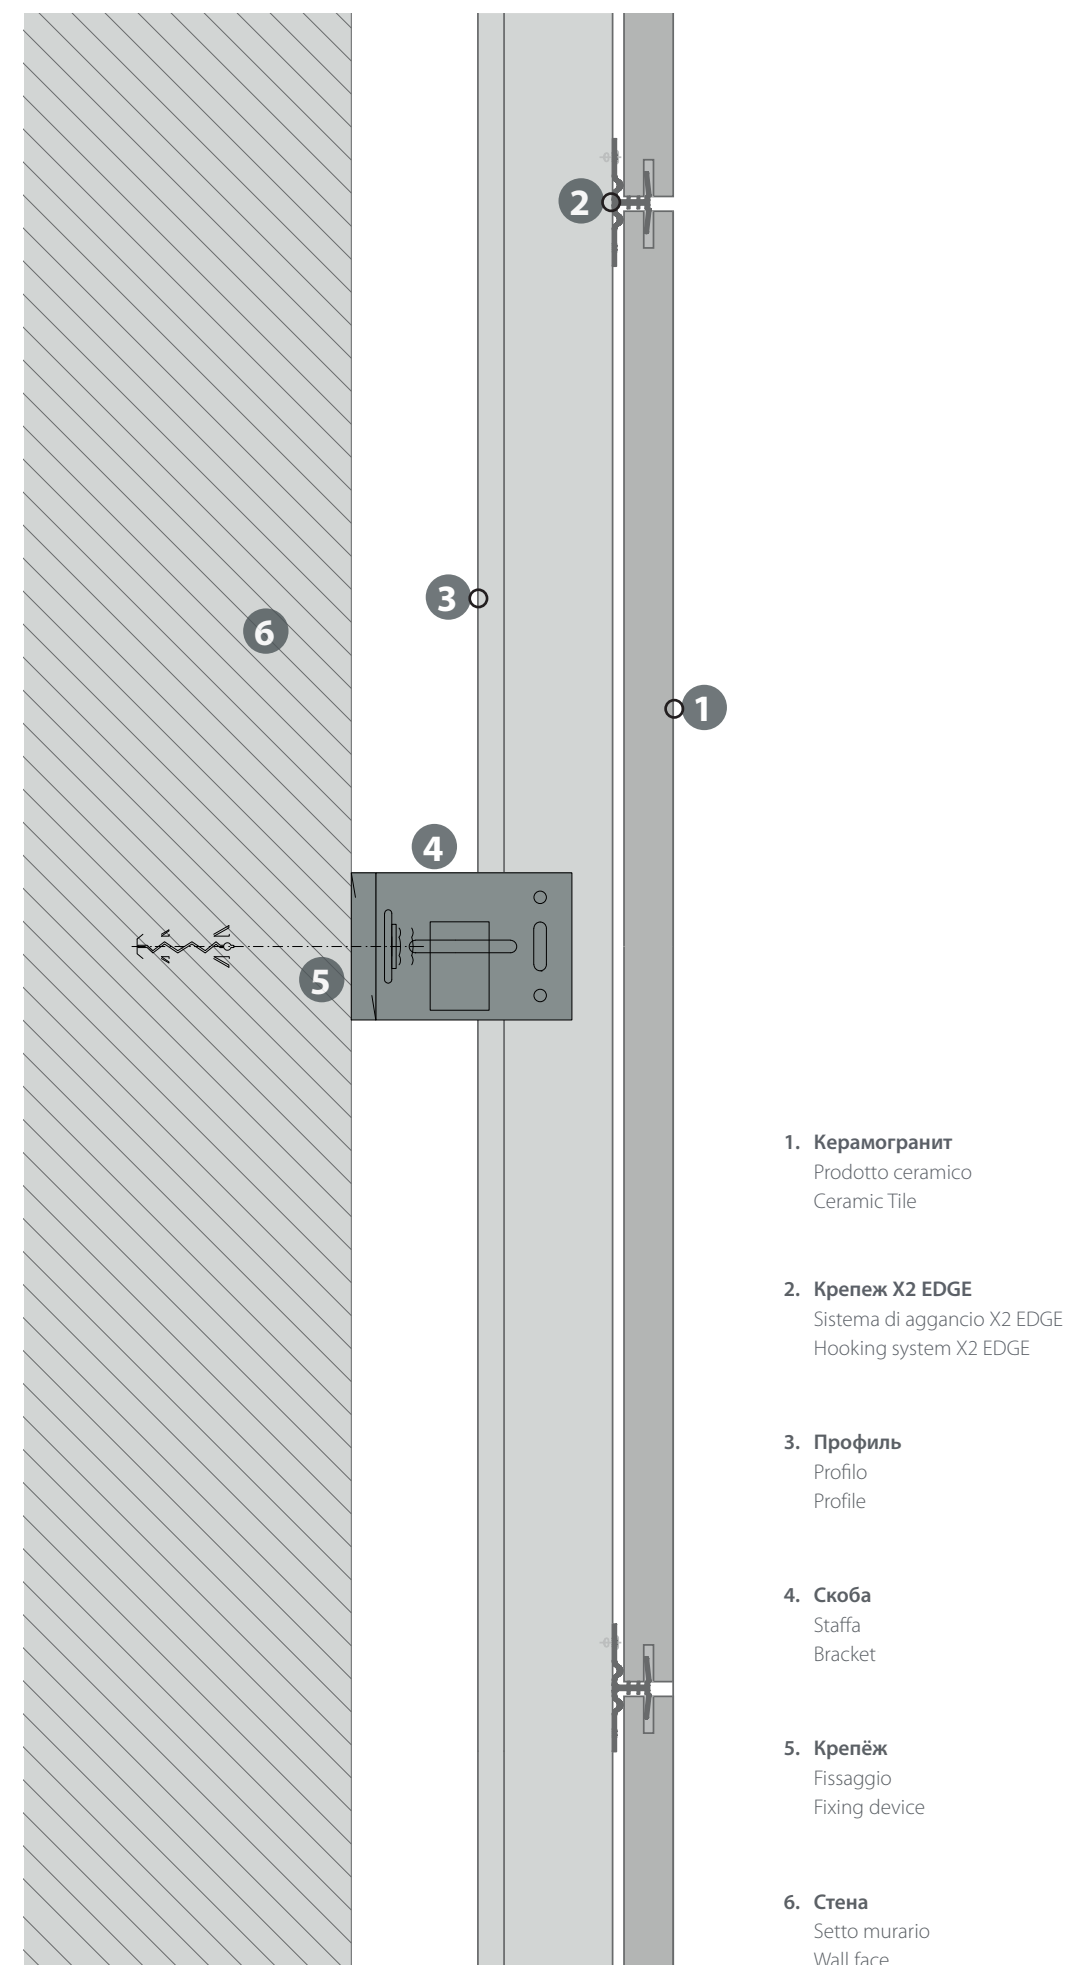 2
3
6
1
4
5
1. Керамогранит
Prodotto ceramico
Ceramic Tile
2. Крепеж X2 EDGE
Sistema di aggancio X2 EDGE
Hooking system X2 EDGE
3. Профиль
Profilo
Profile
4. Скоба
Staffa
Bracket
5. Крепёж
Fissaggio
Fixing device
6. Стена
Setto murario
Wall face